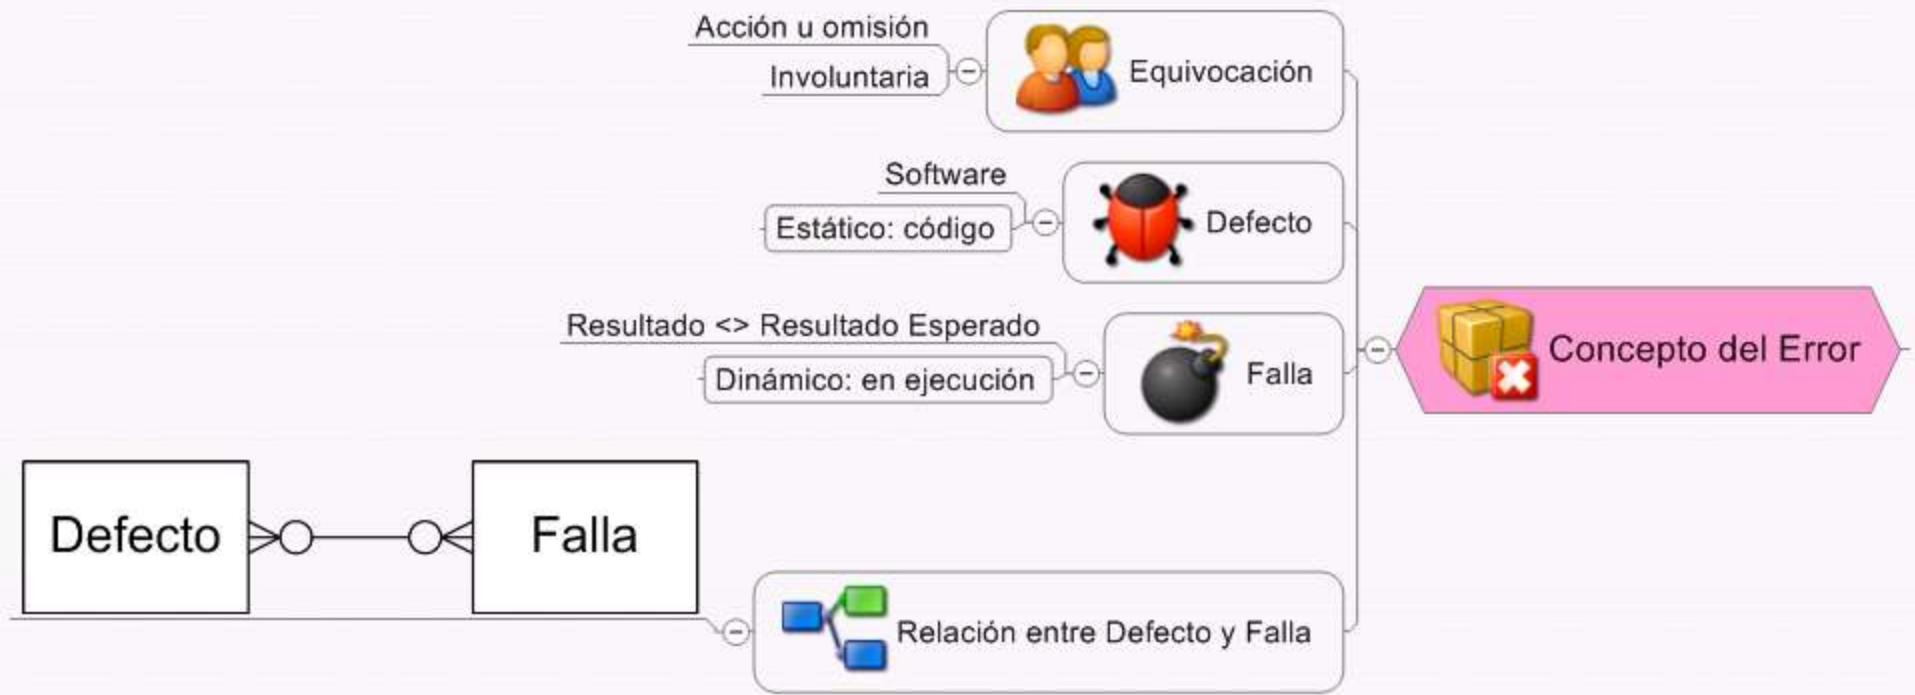 Acción u omisión
Involuntaria
Equivocación
Software
Estático: código
Defecto
Resultado <> Resultado Esperado
Dinámico: en ejecución
Falla
Concepto del Error
Defecto
Falla
Relación entre Defecto y Falla